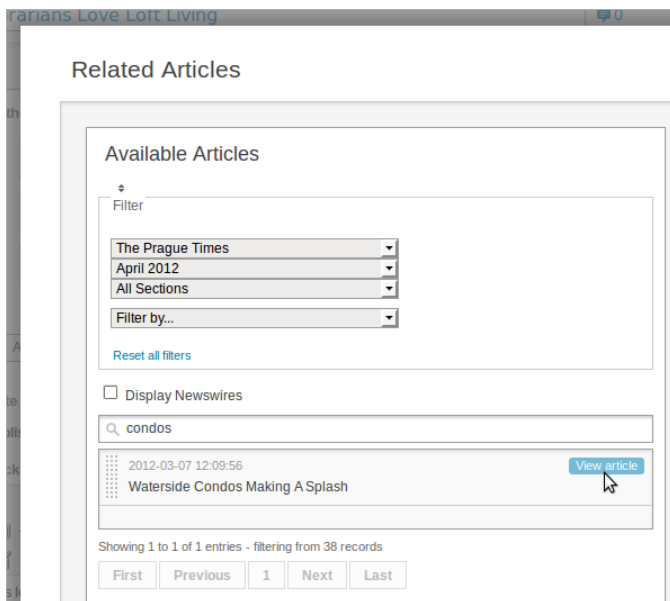 rarians Love Loft Living
0
Related Articles
Available Articles
Filter
The Prague Times
April 2012
All Sections
Filter by...
Reset all filters
Display Newswires
condos
2012-03-07 12:09:56
View article
Waterside Condos Making A Splash
Showing 1 to 1 of 1 entries - filtering from 38 records
First Previous 1 Next Last